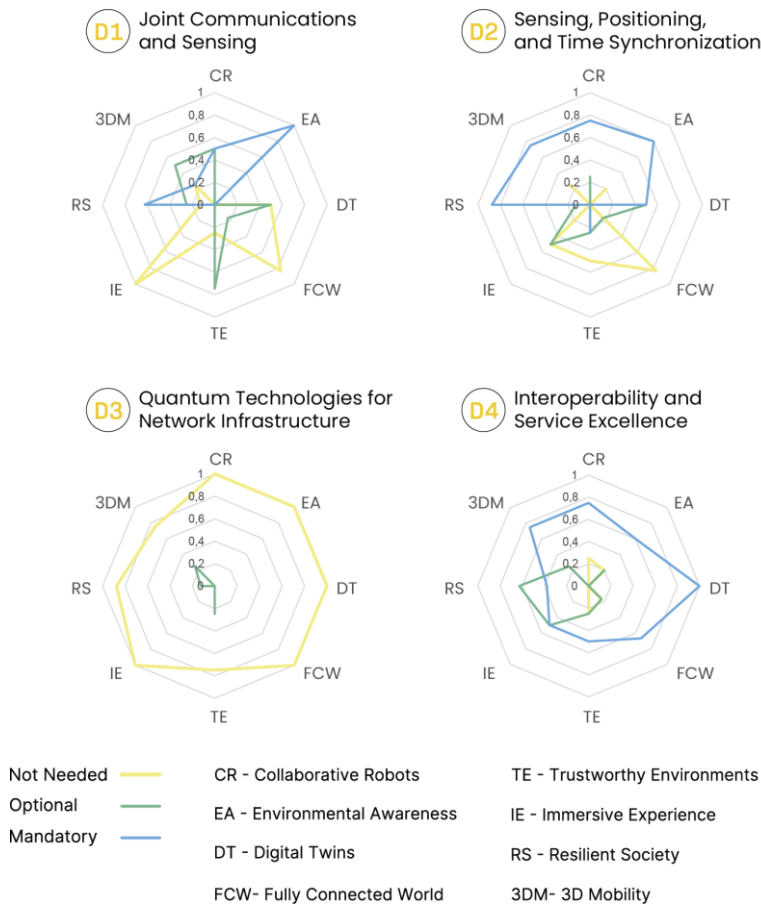 D1 Joint Communications
and Sensing
CR
1
0,8
0,6
0,4
0,2
0
EA
DT
FCW
TE
IE
RS
3DM
D2 Sensing, Positioning,
and Time Synchronization
CR
1
0,8
0,6
0,4
0,2
0
EA
DT
FCW
TE
IE
RS
3DM
D3 Quantum Technologies for
Network Infrastructure
CR
1
0,8
0,6
0,4
0,2
0
EA
DT
FCW
TE
IE
RS
3DM
D4 Interoperability and
Service Excellence
CR
1
0,8
0,6
0,4
0,2
0
EA
DT
FCW
TE
IE
RS
3DM
Not Needed
Optional
Mandatory
CR - Collaborative Robots
EA - Environmental Awareness
DT - Digital Twins
FCW- Fully Connected World
TE - Trustworthy Environments
IE - Immersive Experience
RS - Resilient Society
3DM- 3D Mobility